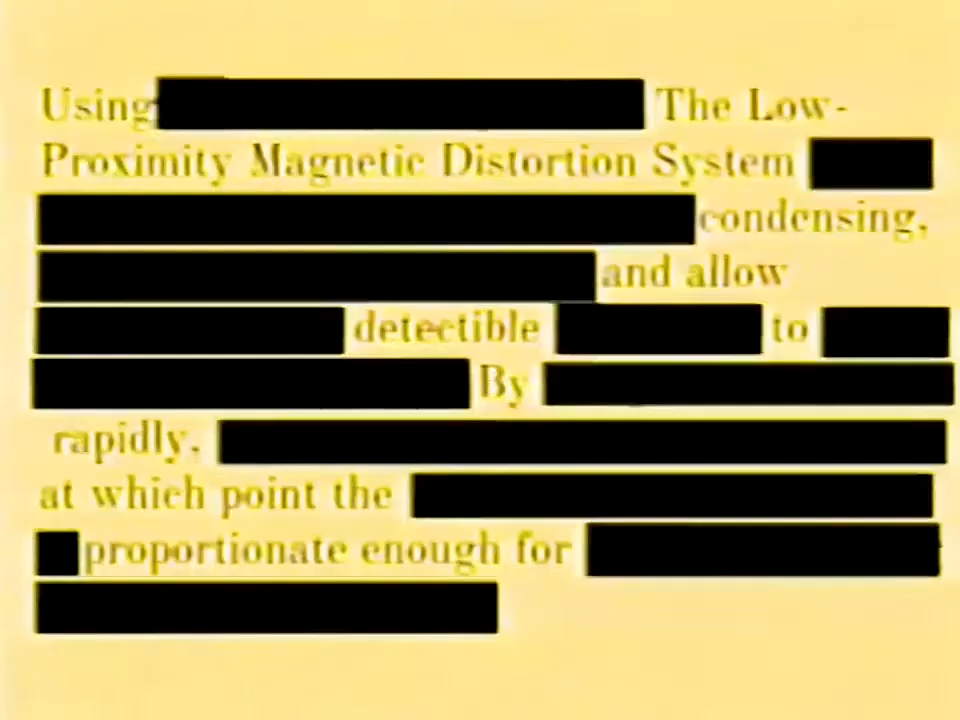 Using The Low-
Proximity Magnetic Distortion System
condensing,
and allow
detectible to
By
rapidly,
at which point the
proportionate enough for